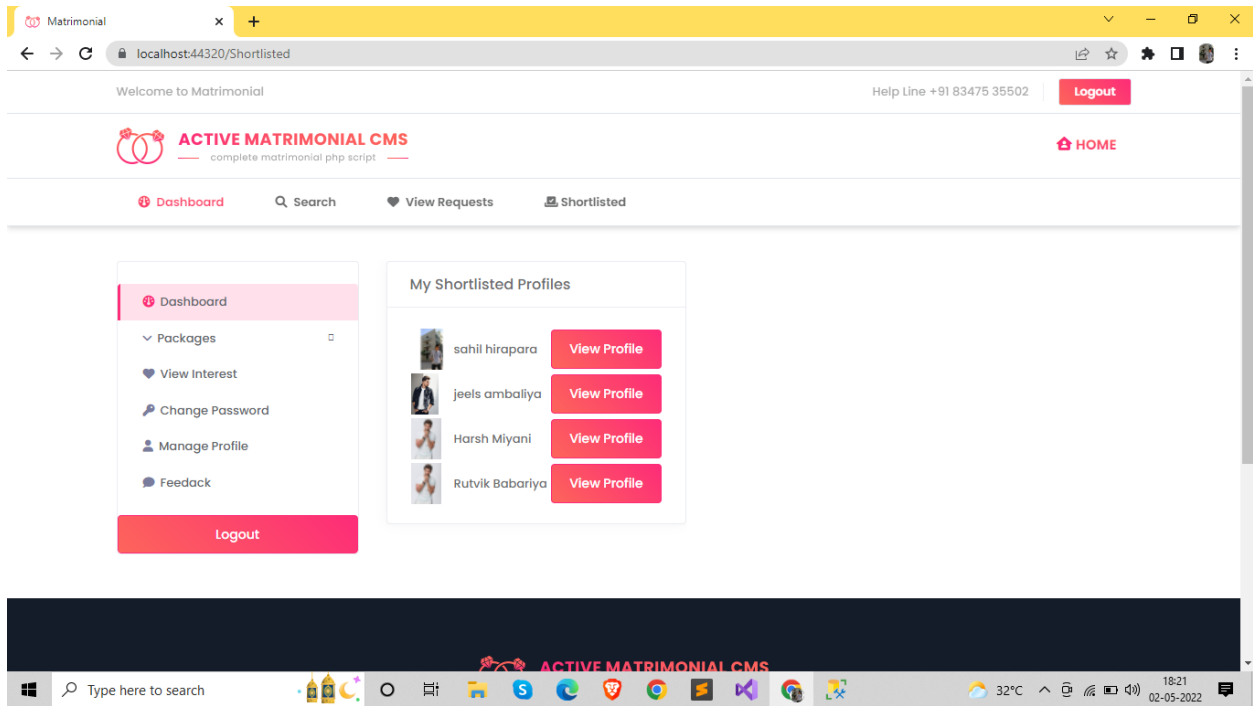 Matrimonial
localhost:44320/Shortlisted
Welcome to Matrimonial
Help Line +91 83475 35502
Logout
ACTIVE MATRIMONIAL CMS
complete matrimonial php script
HOME
Dashboard
Search
View Requests
Shortlisted
Dashboard
Packages
View Interest
Change Password
Manage Profile
Feedack
Logout
My Shortlisted Profiles
sahil hirapara View Profile
jeels ambaliya View Profile
Harsh Miyani View Profile
Rutvik Babariya View Profile
ACTIVE MATRIMONIAL CMS
Type here to search
32°C
18:21
02-05-2022